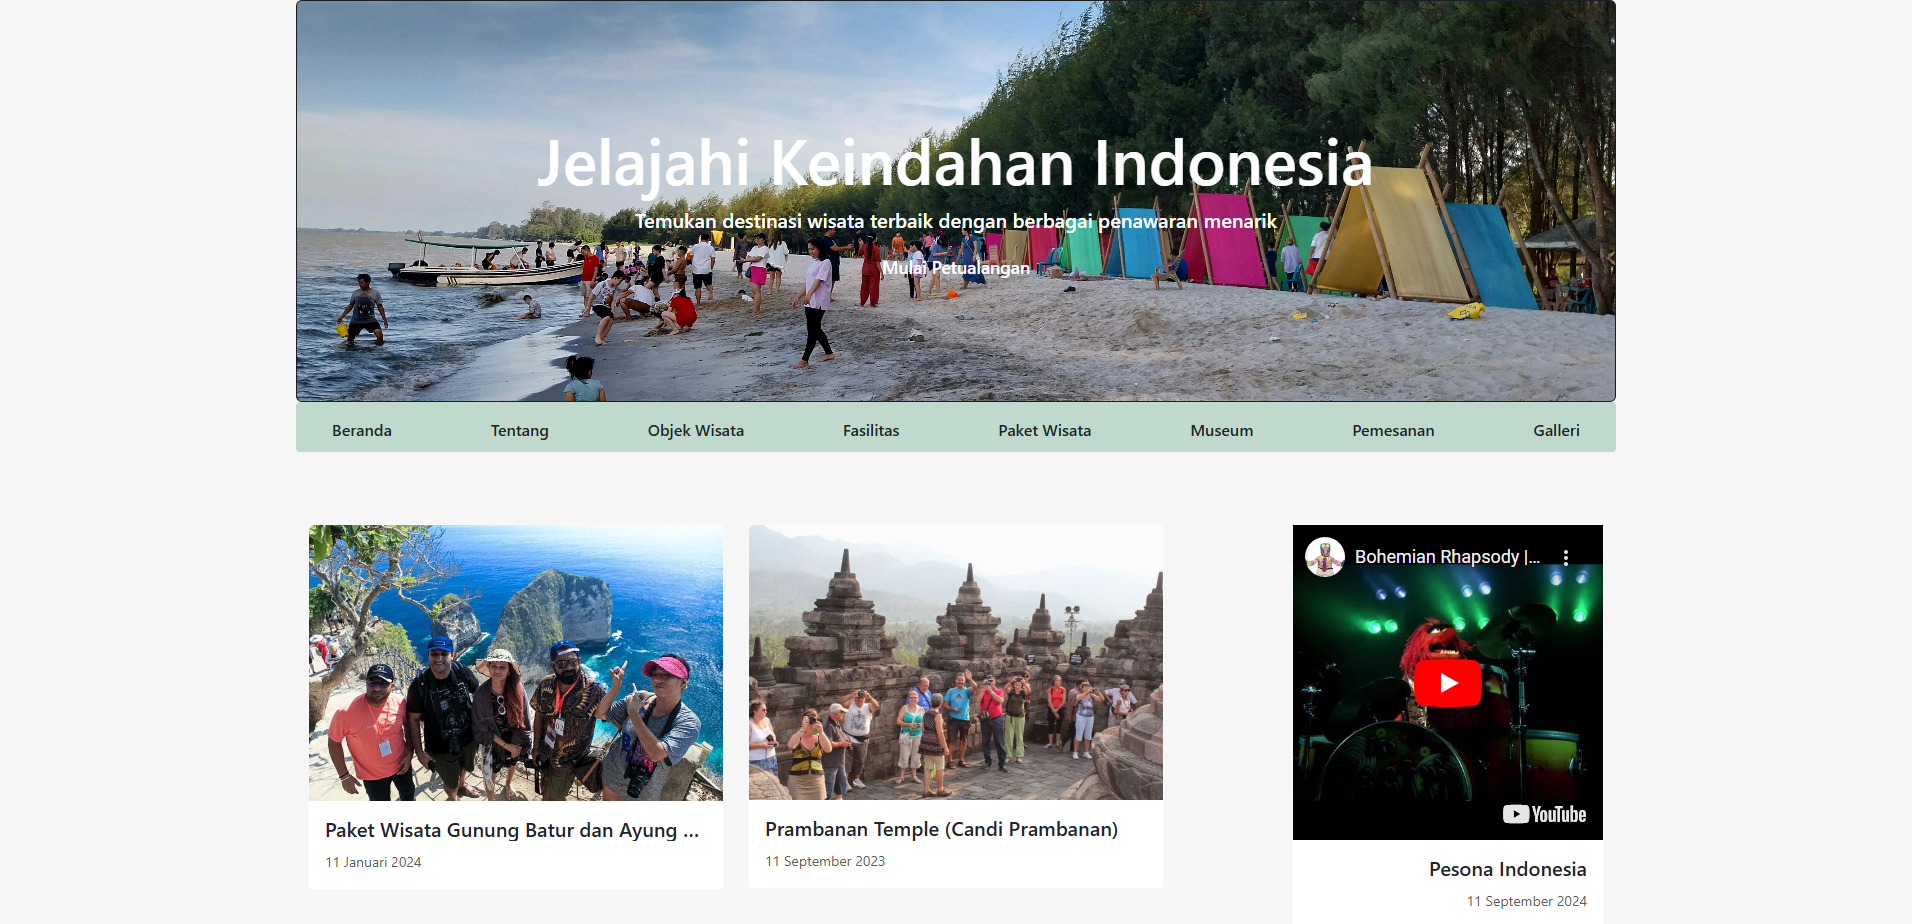 Jelajahi Keindahan Indonesia
Temukan destinasi wisata terbaik dengan berbagai penawaran menarik
Mulai Petualangan
Beranda
Tentang
Objek Wisata
Fasilitas
Paket Wisata
Museum
Pemesanan
Galleri
Paket Wisata Gunung Batur dan Ayung ...
11 Januari 2024
Prambanan Temple (Candi Prambanan)
11 September 2023
Bohemian Rhapsody |...
YouTube
Pesona Indonesia
11 September 2024